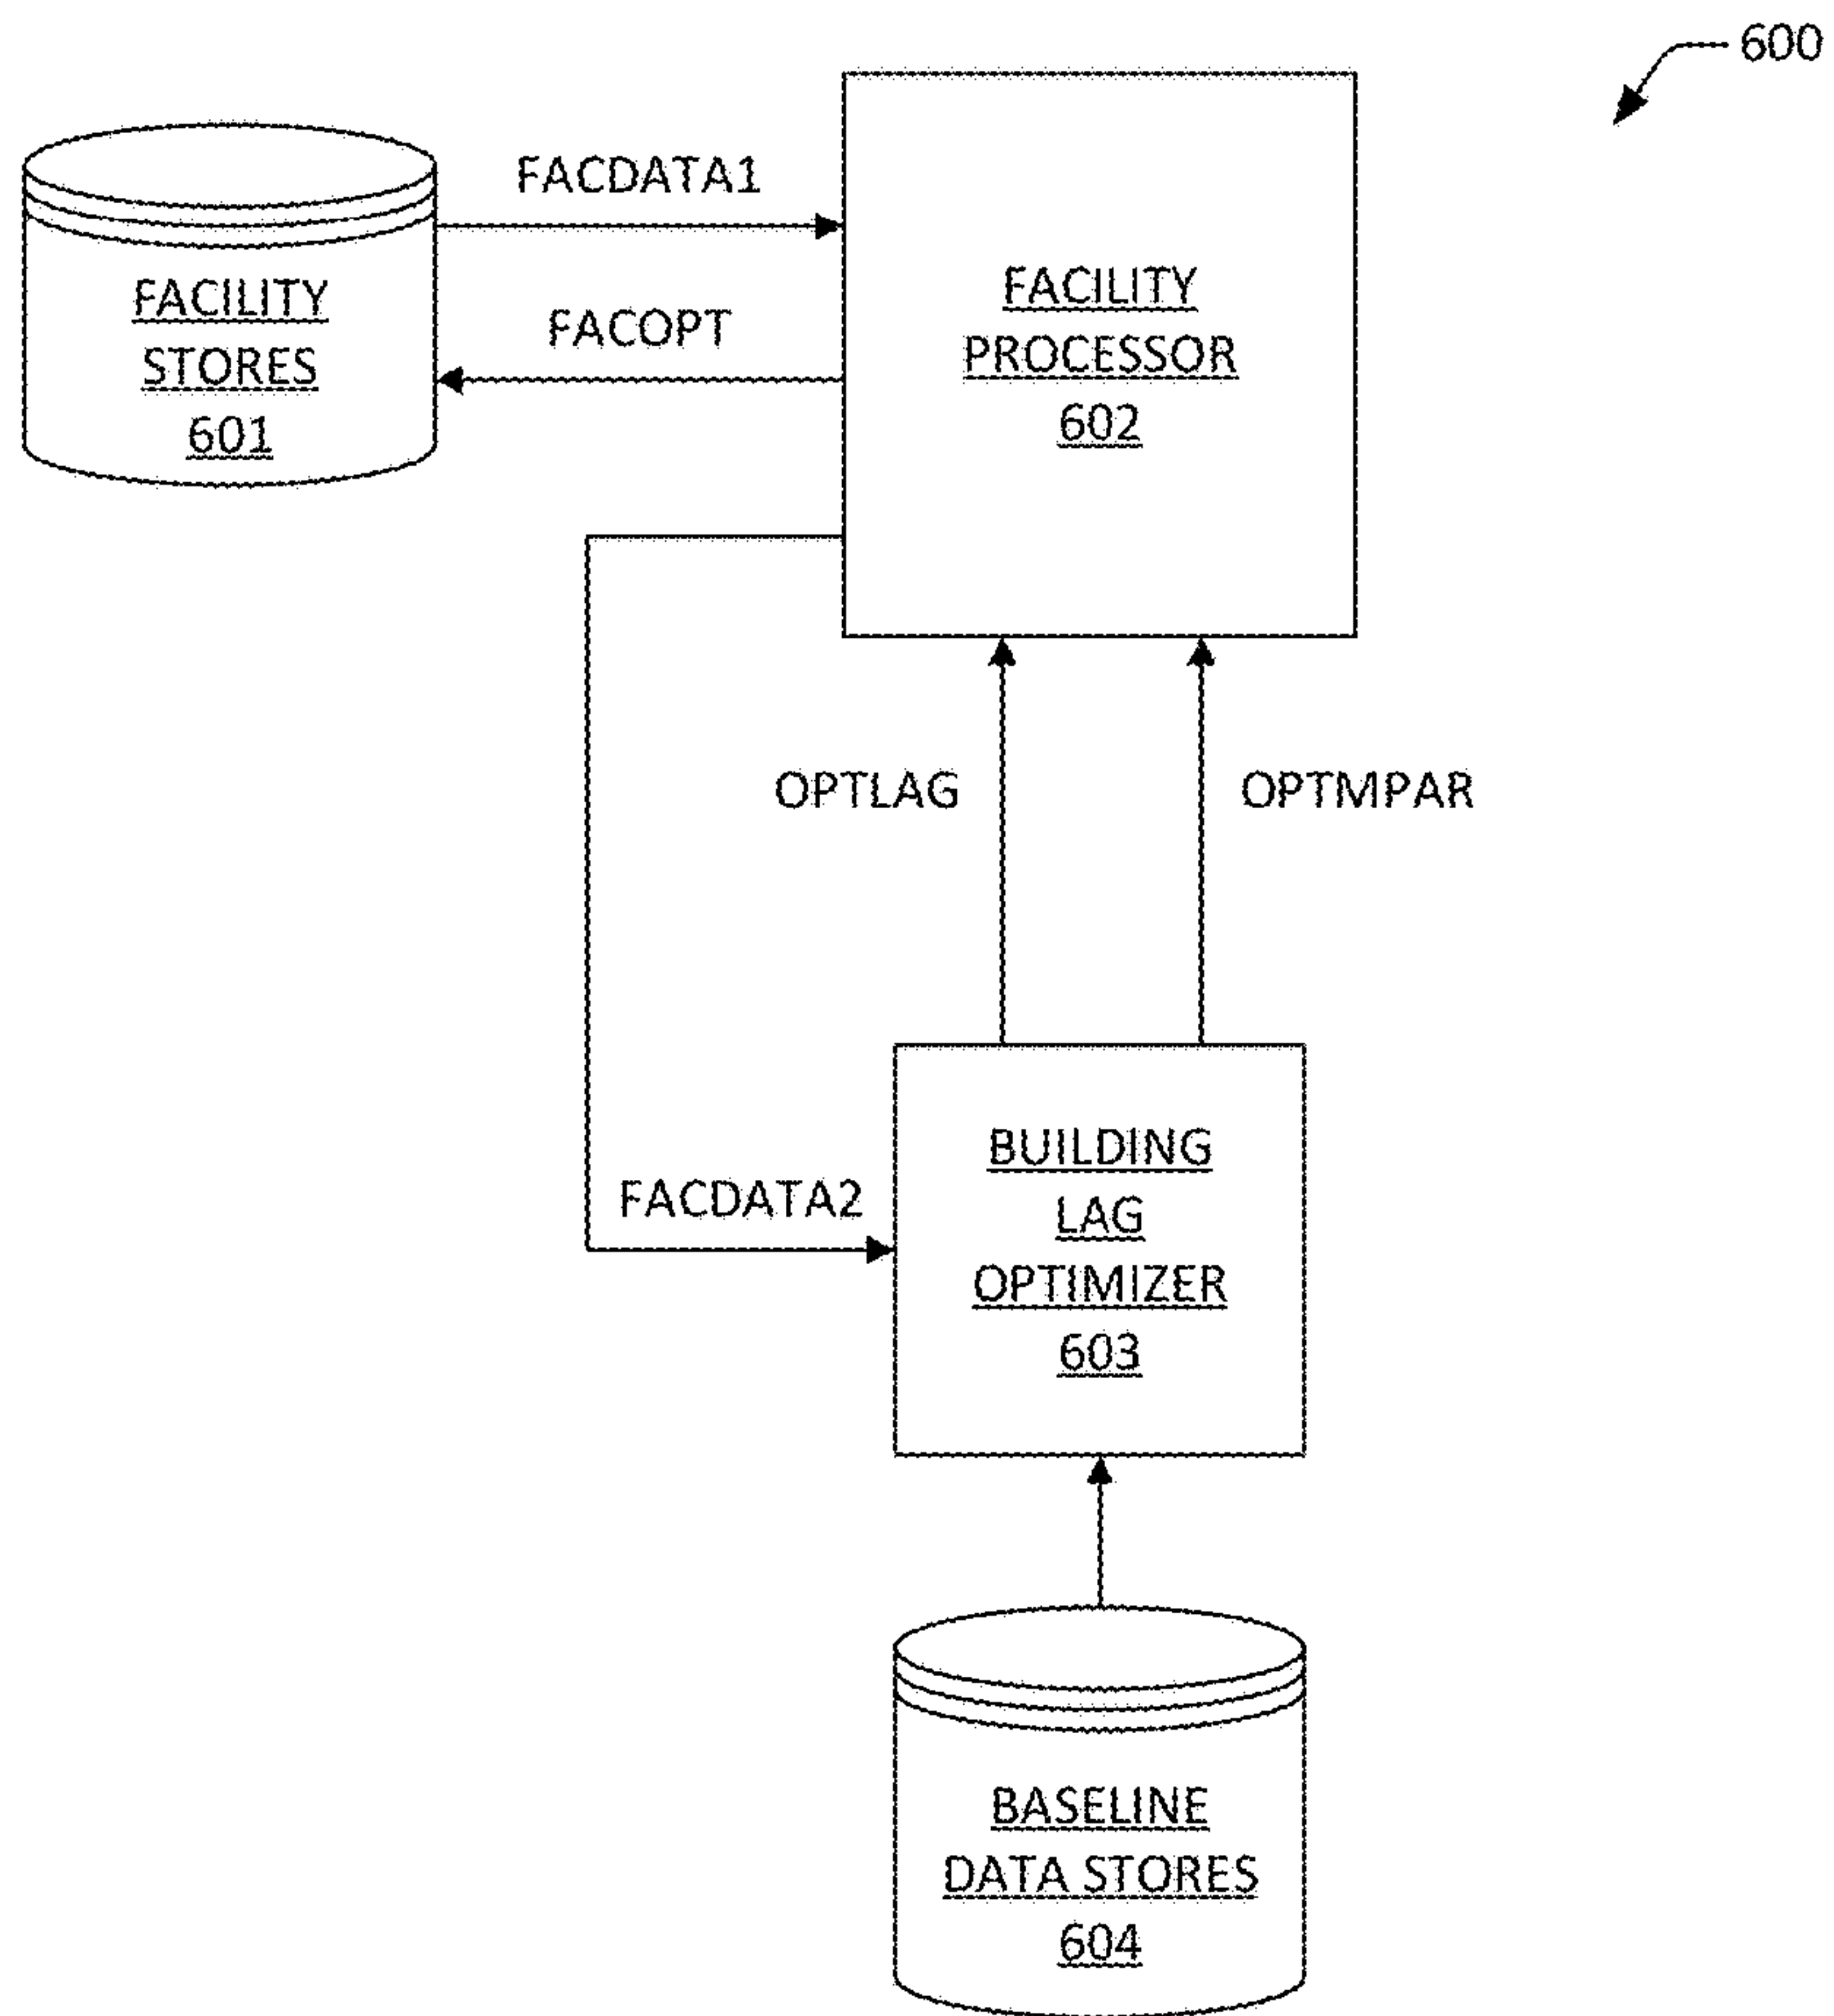 600
FACDATA1
FACILITY
STORES
601
FACOPT
FACILITY
PROCESSOR
602
OPTLAG
OPTMPAR
FACDATA2
BUILDING
LAG
OPTIMIZER
603
BASELINE
DATA STORES
604